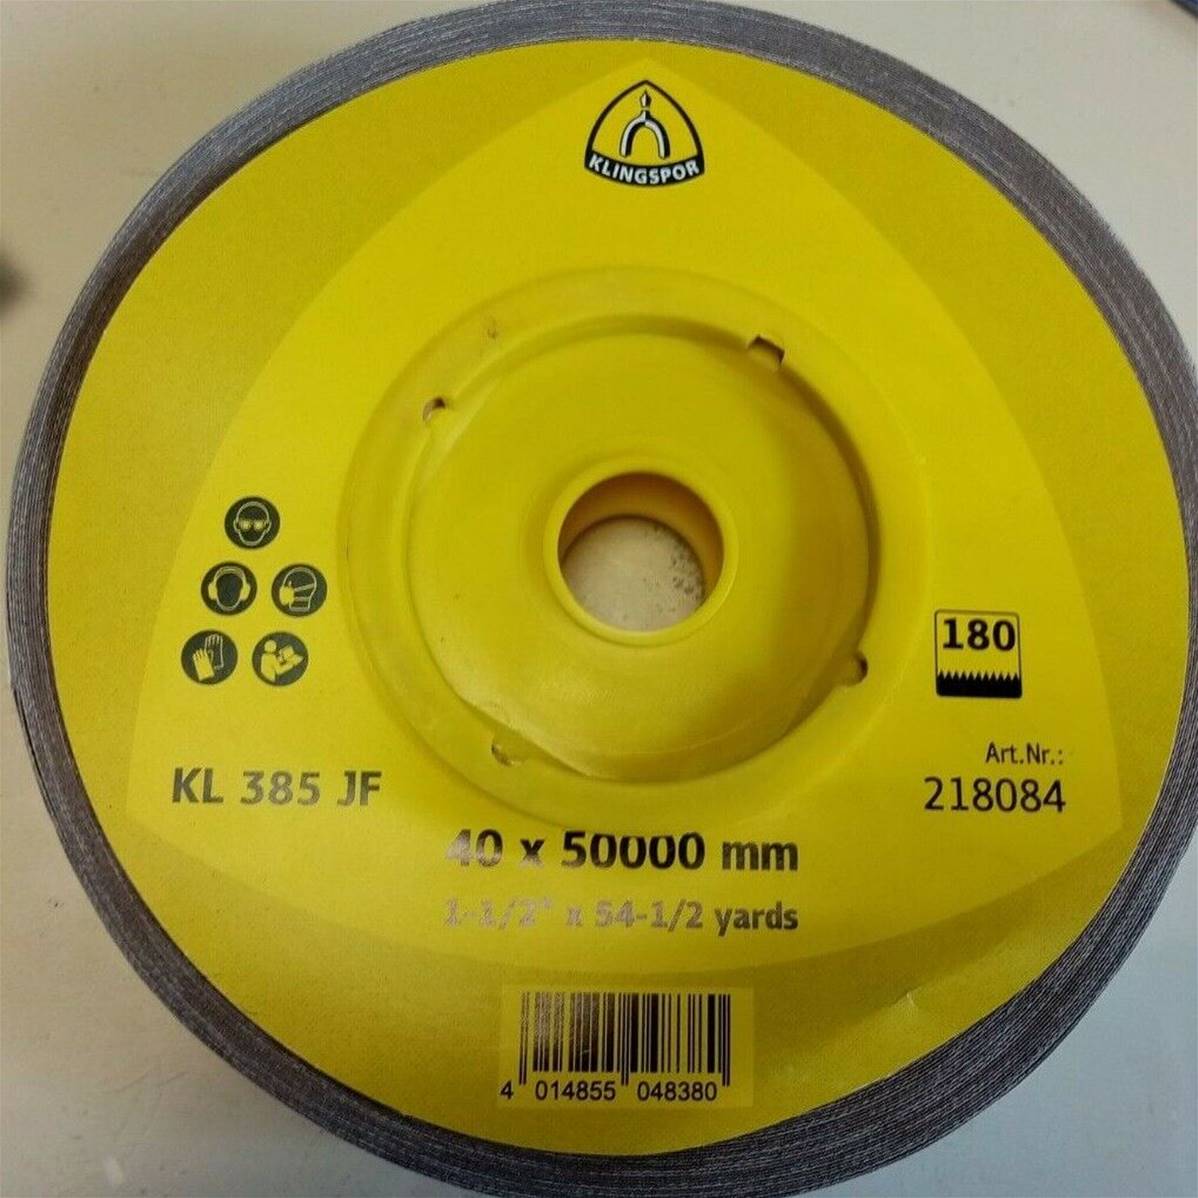 KLINGSPOR
180
KL 385 JF
Art.Nr.:
218084
40 x 50000 mm
1-1/2" x 54-1/2 yards
4 014855 048380